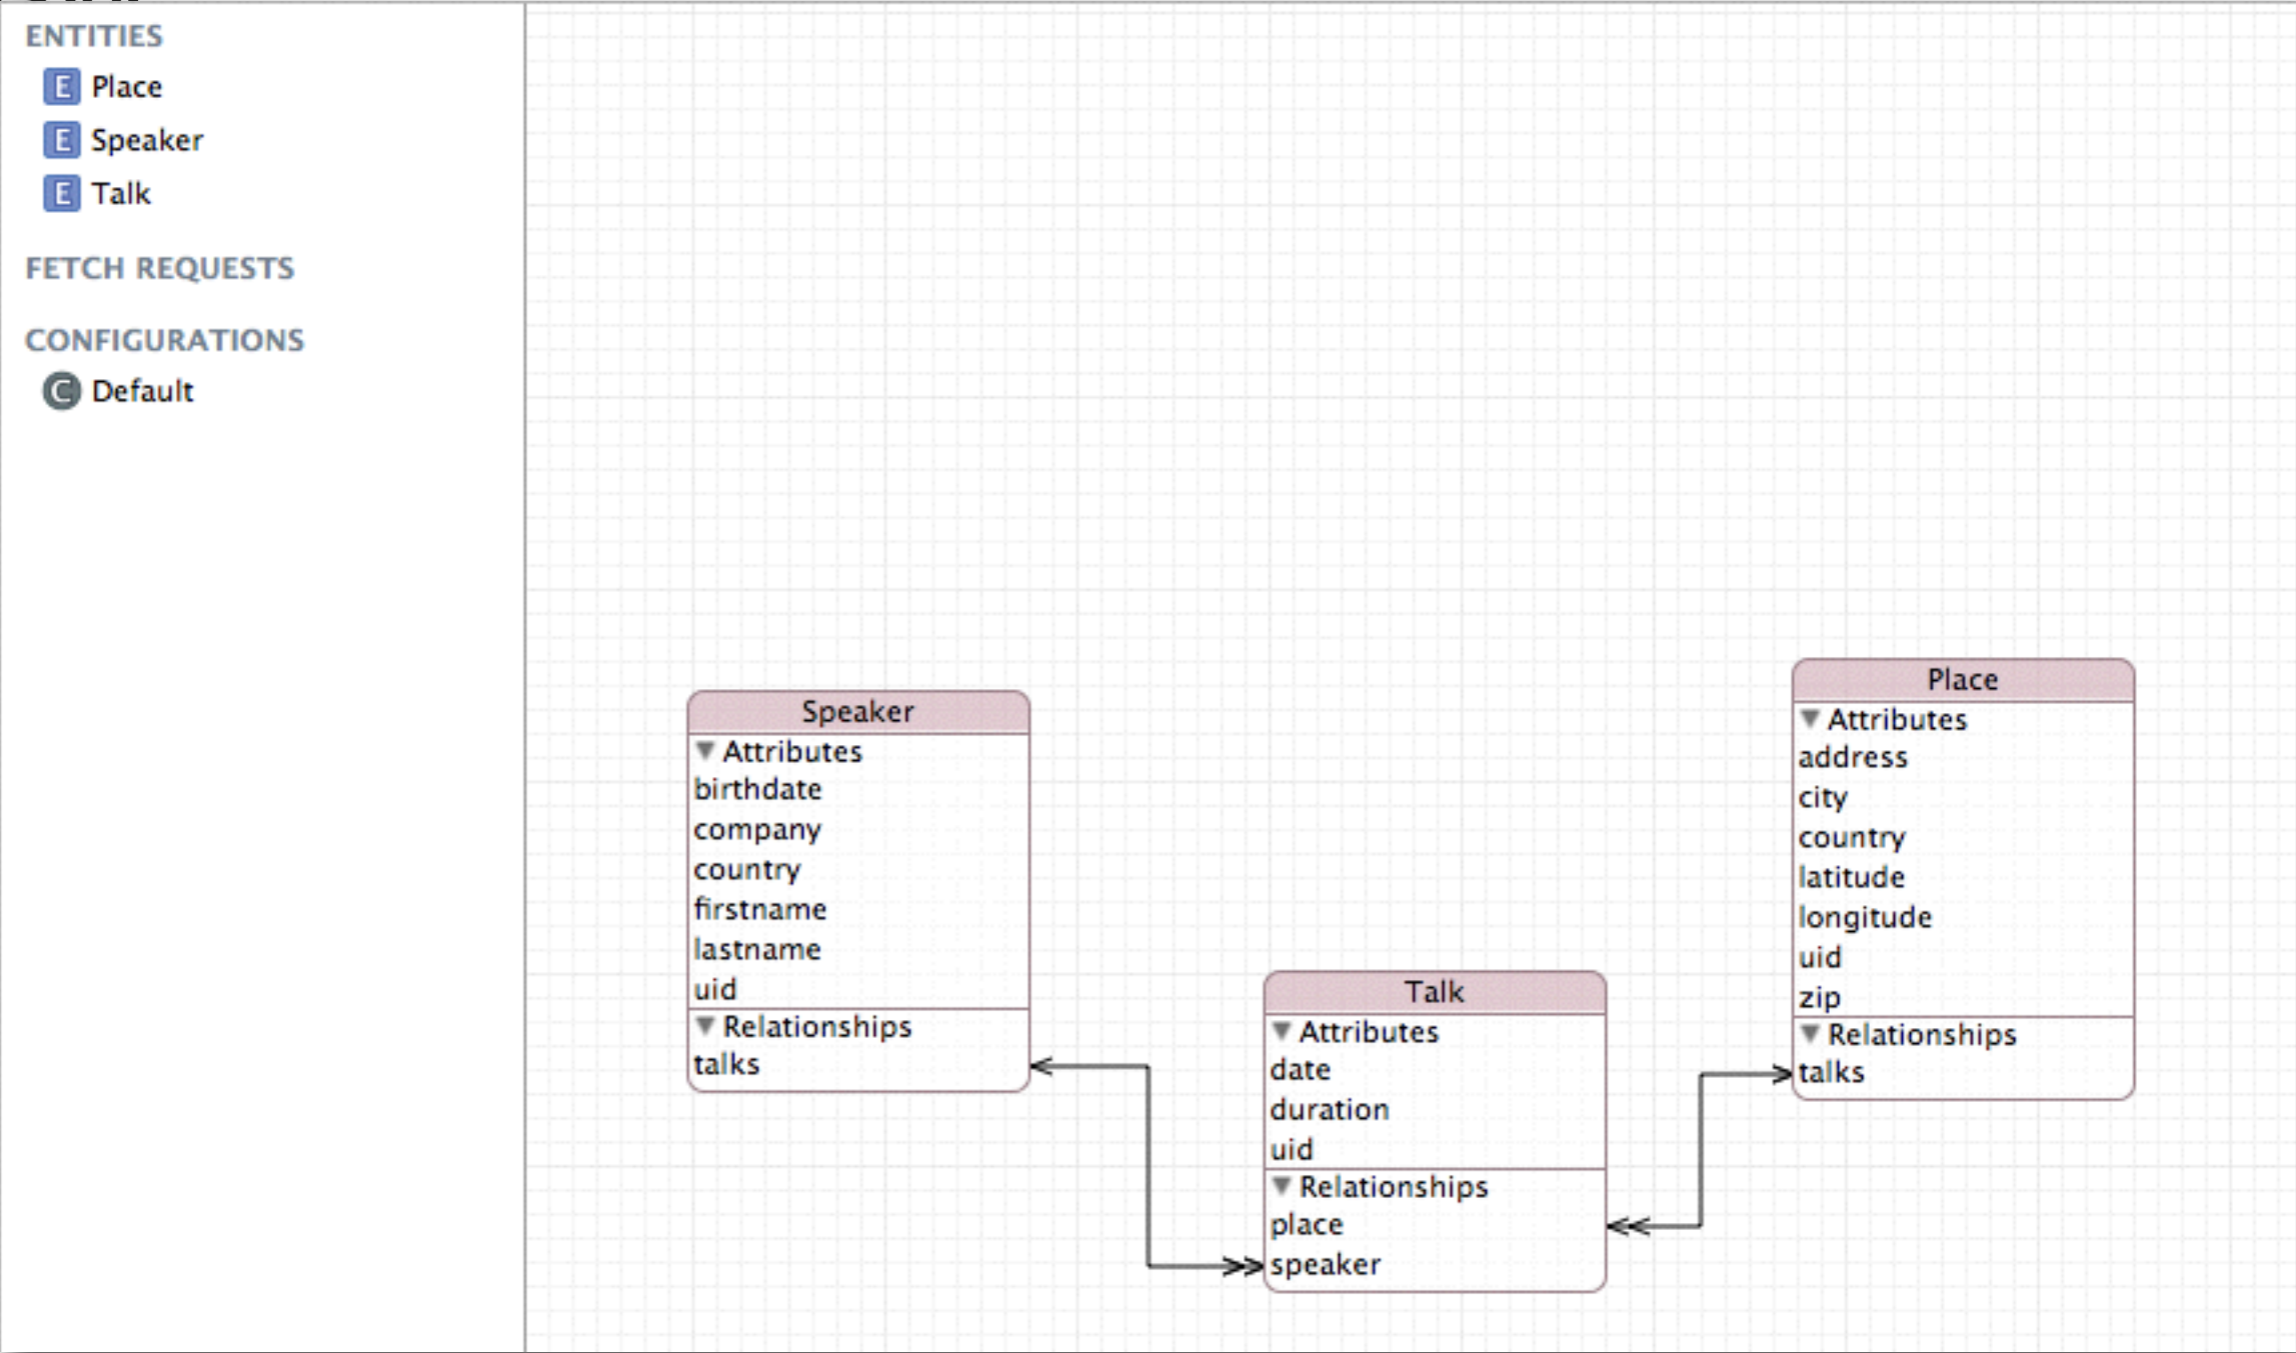 ENTITIES
E Place
E Speaker
E Talk
FETCH REQUESTS
CONFIGURATIONS
C Default
Speaker
Attributes
birthdate
company
country
firstname
lastname
uid
Relationships
talks
Talk
Attributes
date
duration
uid
Relationships
place
speaker
Place
Attributes
address
city
country
latitude
longitude
uid
zip
Relationships
talks